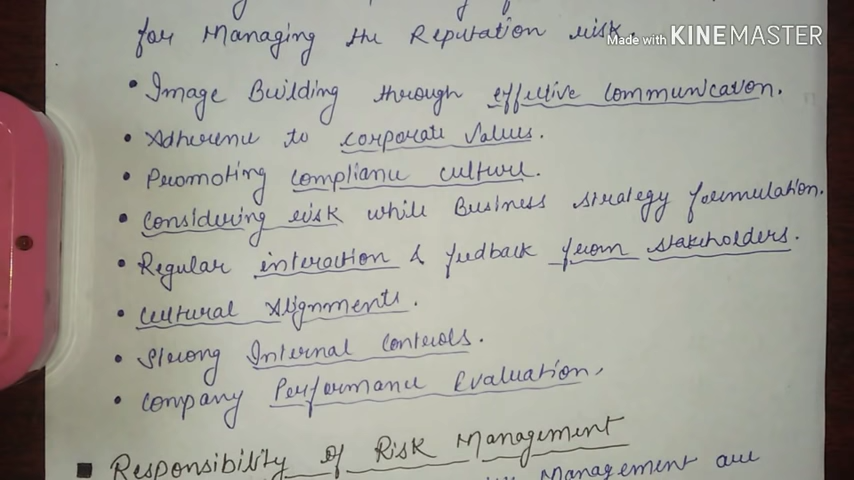 for Managing the Reputation risk.
Made with KINEMASTER
• Image Building through effective communication.
• Adherence to corporate values.
• Promoting compliance culture.
• Considering risk while Business strategy formulation.
• Regular interaction & feedback from stakeholders.
• Cultural Alignments.
• Strong Internal Controls.
• Company Performance Evaluation.
■ Responsibility of Risk Management
Management are